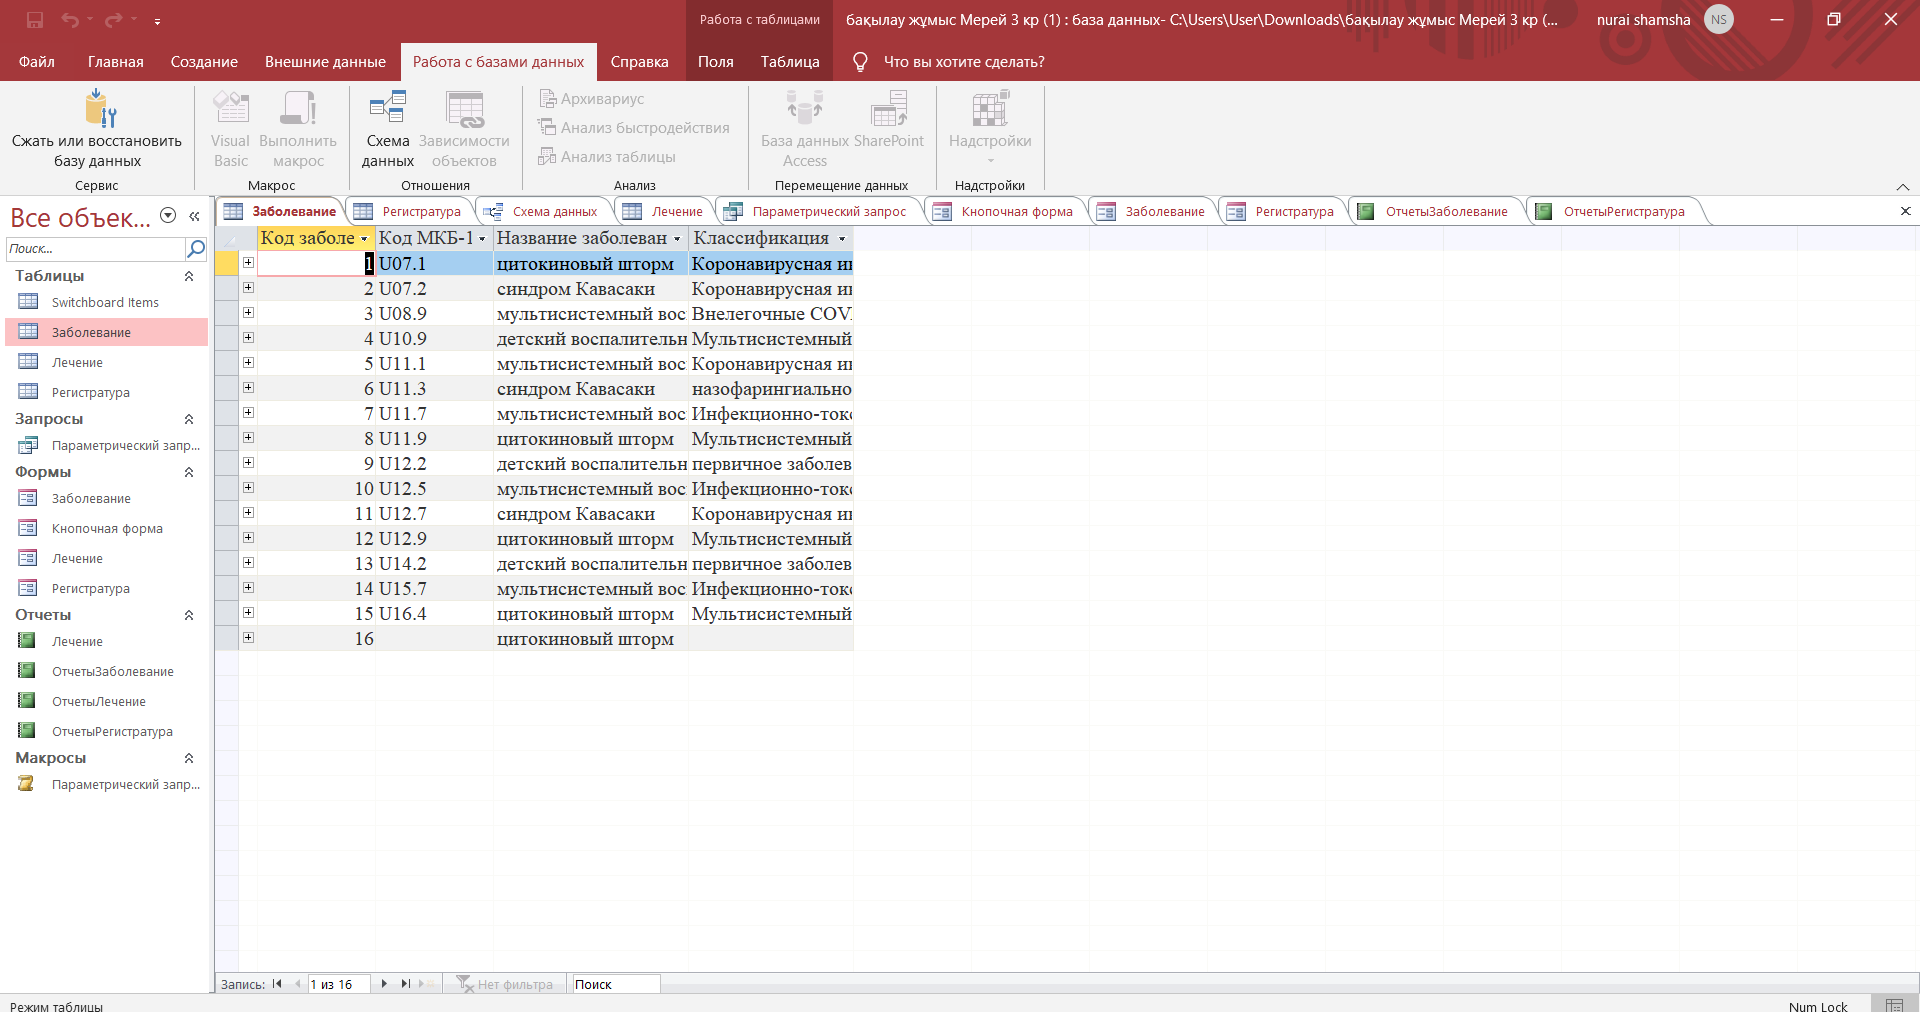 Работа с таблицами
бақылау жұмыс Мерей 3 кр (1) : база данных- C:\Users\User\Downloads\бақылау жұмыс Мерей 3 кр (...
nurai shamsha
NS
Файл Главная Создание Внешние данные Работа с базами данных Справка Поля Таблица Что вы хотите сделать?
Сжать или восстановить
базу данных
Сервис
Visual
Basic
Выполнить
макрос
Макрос
Схема
данных
Зависимости
объектов
Отношения
Архивариус
Анализ быстродействия
Анализ таблицы
Анализ
База данных
Access
SharePoint
Перемещение данных
Надстройки
Надстройки
Все объек...
Поиск...
Таблицы
Switchboard Items
Заболевание
Лечение
Регистратура
Запросы
Параметрический запр...
Формы
Заболевание
Кнопочная форма
Лечение
Регистратура
Отчеты
Лечение
ОтчетыЗаболевание
ОтчетыЛечение
ОтчетыРегистратура
Макросы
Параметрический запр...
Заболевание Регистратура Схема данных Лечение Параметрический запрос Кнопочная форма Заболевание Регистратура ОтчетыЗаболевание ОтчетыРегистратура
Код заболе Код МКБ-1 Название заболеван Классификация
1 U07.1 цитокиновый шторм Коронавирусная ин
2 U07.2 синдром Кавасаки Коронавирусная ин
3 U08.9 мультисистемный вос Внелегочные COV
4 U10.9 детский воспалительн Мультисистемный
5 U11.1 мультисистемный вос Коронавирусная ин
6 U11.3 синдром Кавасаки назофарингиально
7 U11.7 мультисистемный вос Инфекционно-ток
8 U11.9 цитокиновый шторм Мультисистемный
9 U12.2 детский воспалительн первичное заболев
10 U12.5 мультисистемный вос Инфекционно-ток
11 U12.7 синдром Кавасаки Коронавирусная ин
12 U12.9 цитокиновый шторм Мультисистемный
13 U14.2 детский воспалительн первичное заболев
14 U15.7 мультисистемный вос Инфекционно-ток
15 U16.4 цитокиновый шторм Мультисистемный
16 цитокиновый шторм
Запись: 1 из 16 Нет фильтра Поиск
Режим таблицы
Num Lock